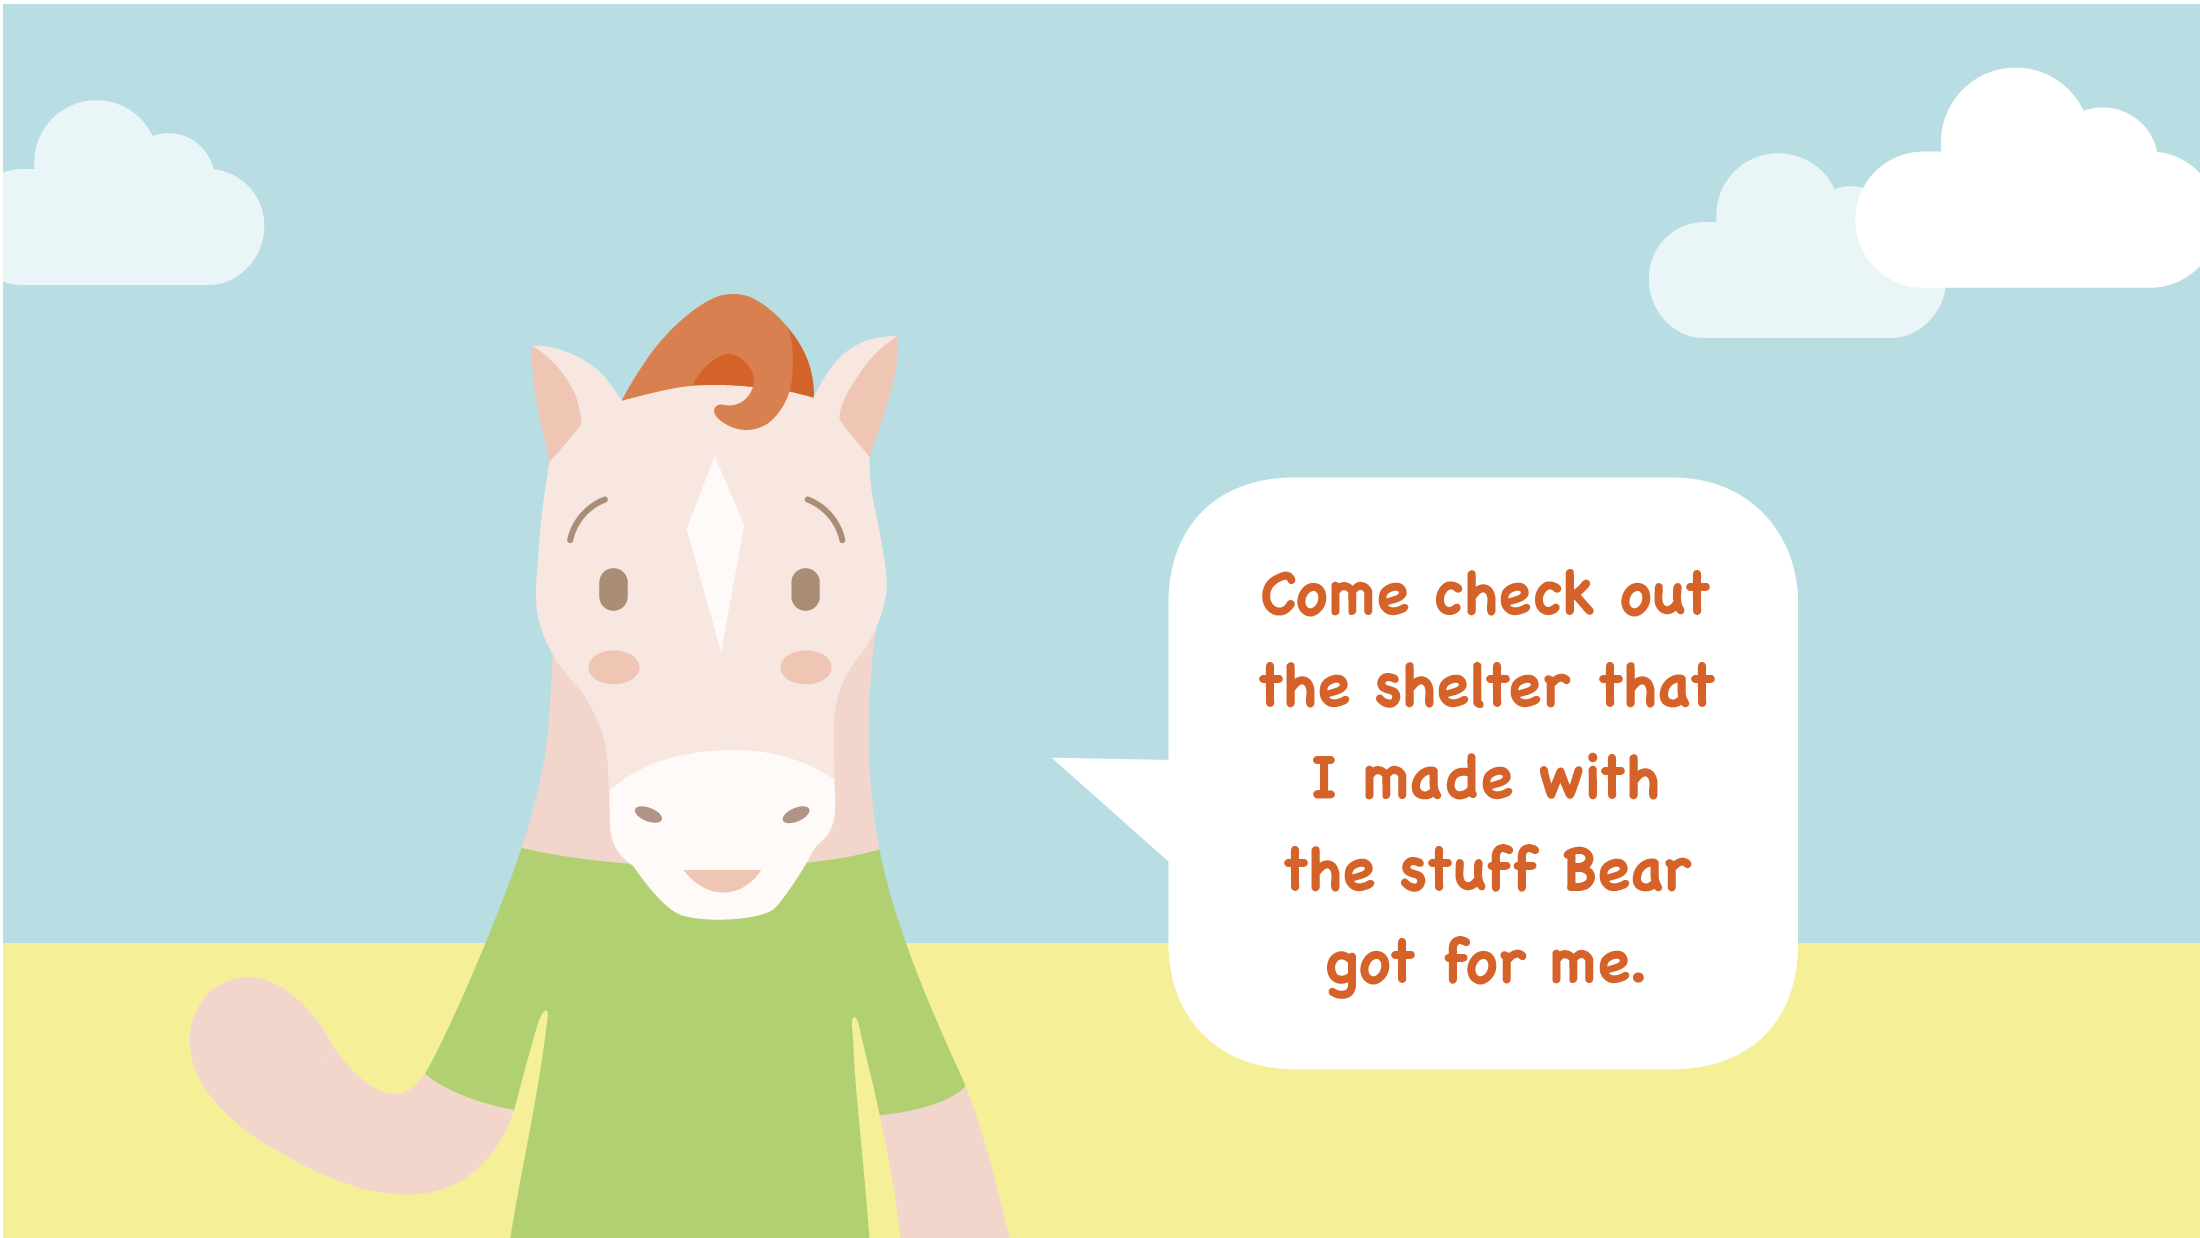 Come check out
the shelter that
I made with
the stuff Bear
got for me.